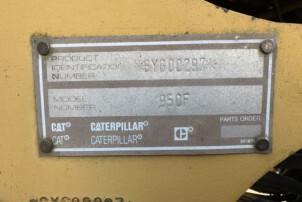 PRODUCT
IDENTIFICATION
NUMBER
*5YG00297*
MODEL
NUMBER
950F
PARTS ORDER
CAT® CATERPILLAR® C
CAT® CATERPILLAR®